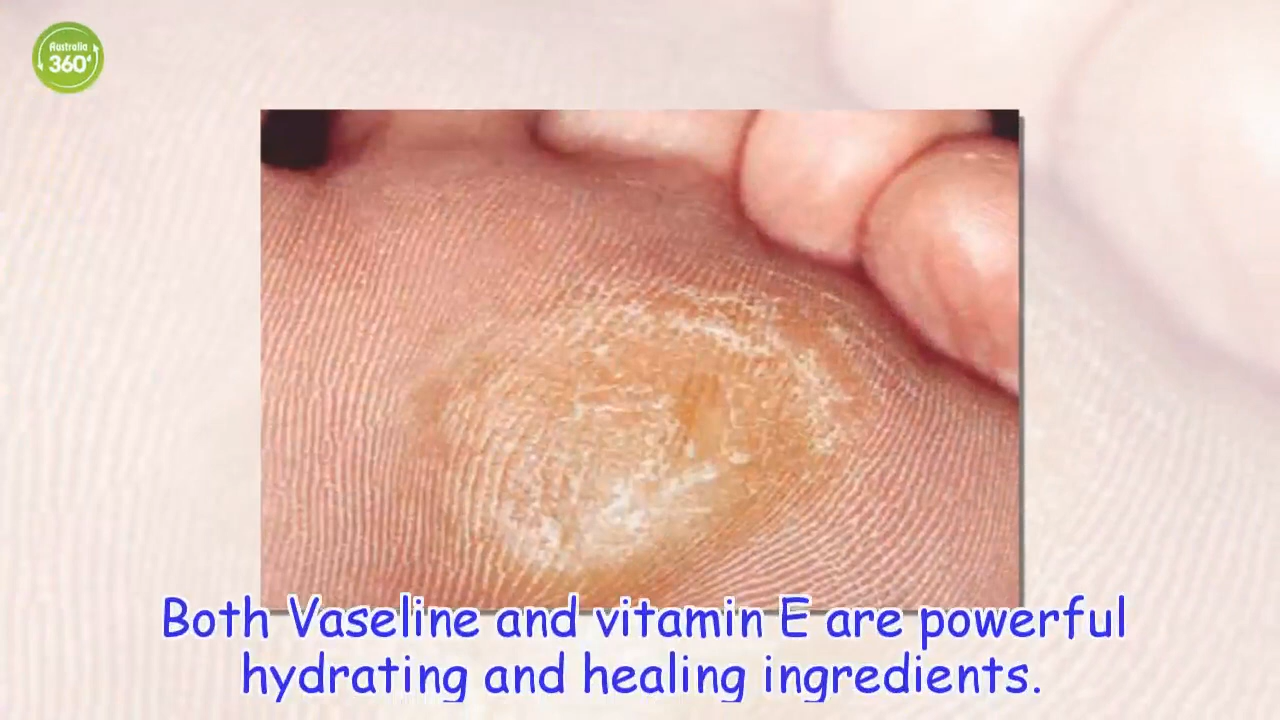 Australia
360°
Both Vaseline and vitamin E are powerful
hydrating and healing ingredients.